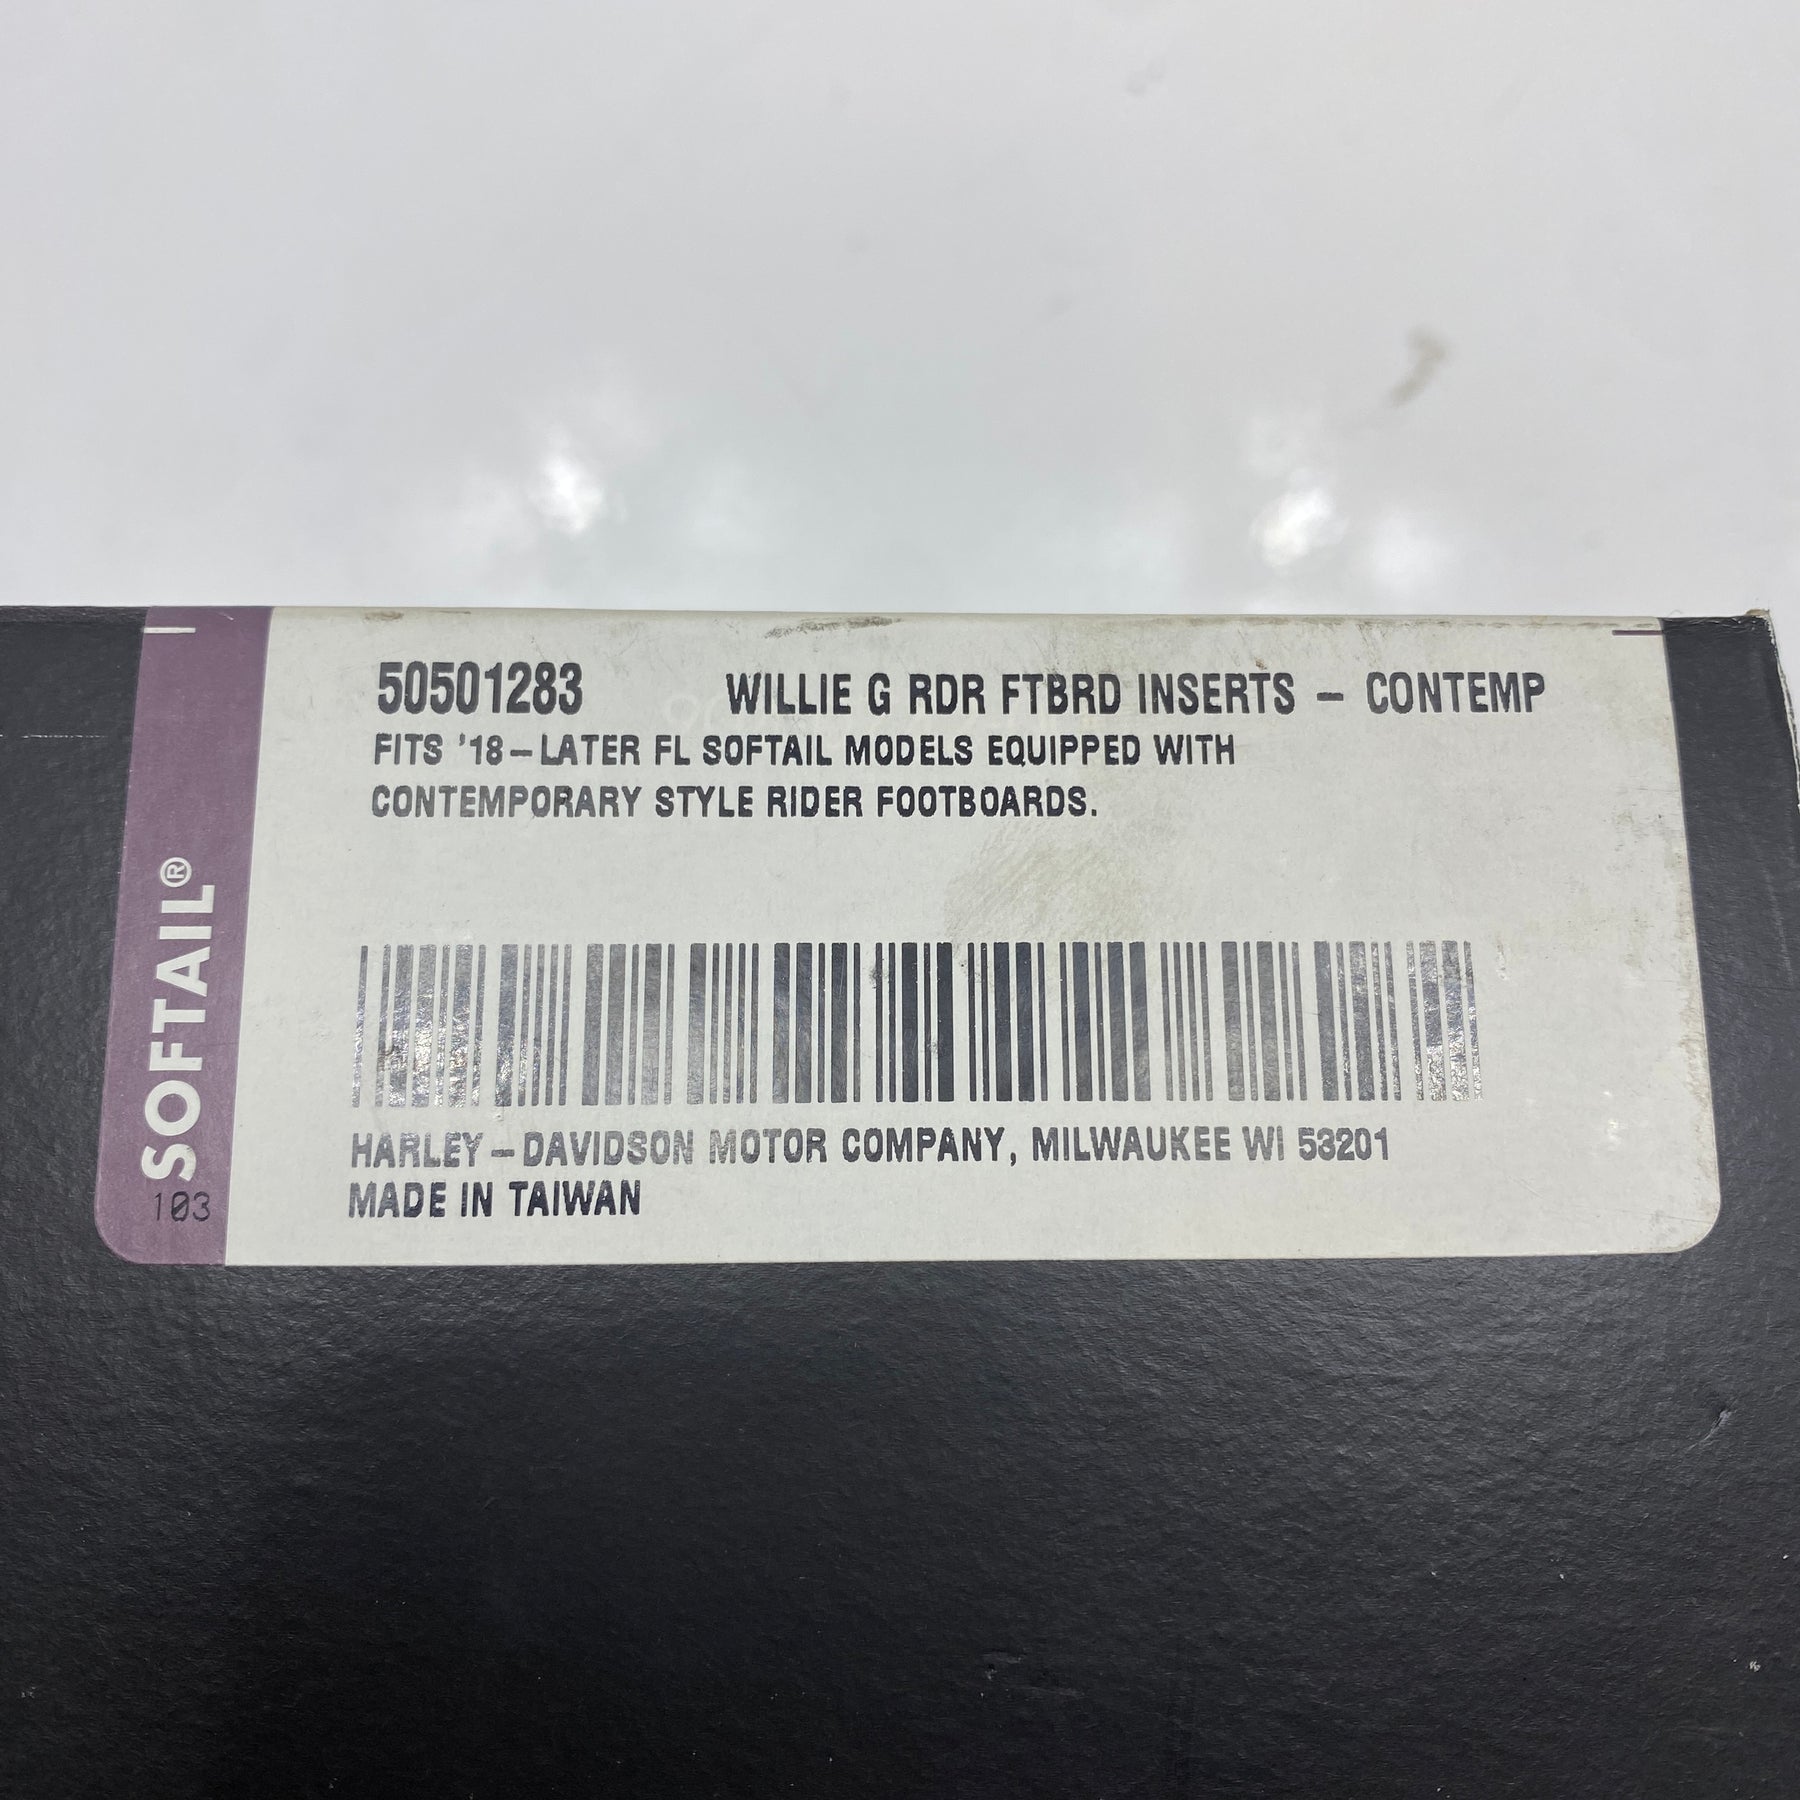 50501283 WILLIE G RDR FTBRD INSERTS - CONTEMP
FITS '18-LATER FL SOFTAIL MODELS EQUIPPED WITH
CONTEMPORARY STYLE RIDER FOOTBOARDS.
HARLEY-DAVIDSON MOTOR COMPANY, MILWAUKEE WI 53201
MADE IN TAIWAN
SOFTAIL®
103